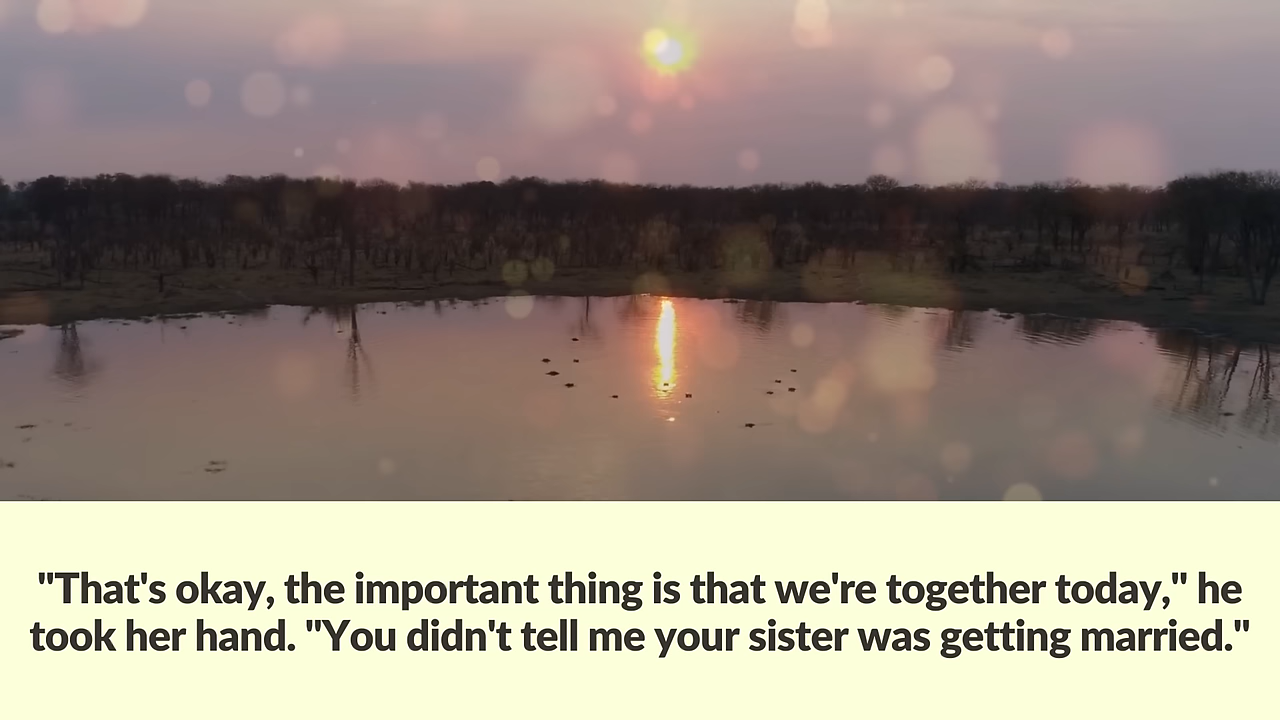 "That's okay, the important thing is that we're together today," he
took her hand. "You didn't tell me your sister was getting married."